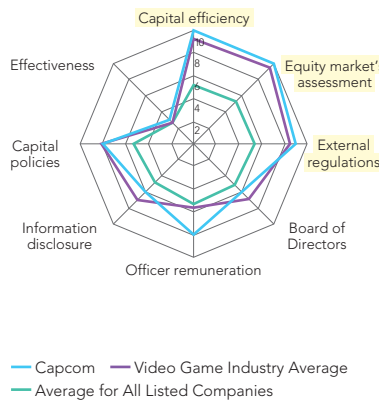 Capital efficiency
10
8
6
4
2
Effectiveness
Equity market'
assessment
Capital
policies
External
regulations
Information
disclosure
Board of
Directors
Officer remuneration
Capcom
Video Game Industry Average
Average for All Listed Companies